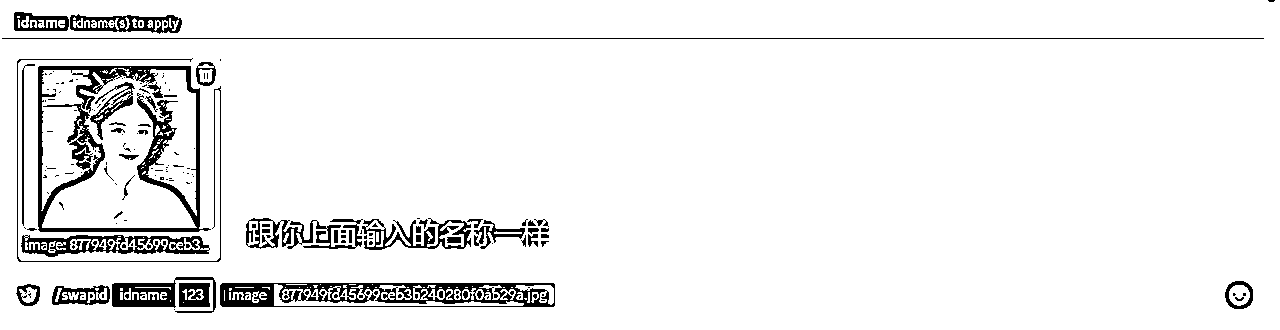 idname idname(s) to apply
image: 877949fd45699ceb3...
跟你上面输入的名称一样
/swapid idname 123 image 877949fd45699ceb3b240280f0ab29a.jpg